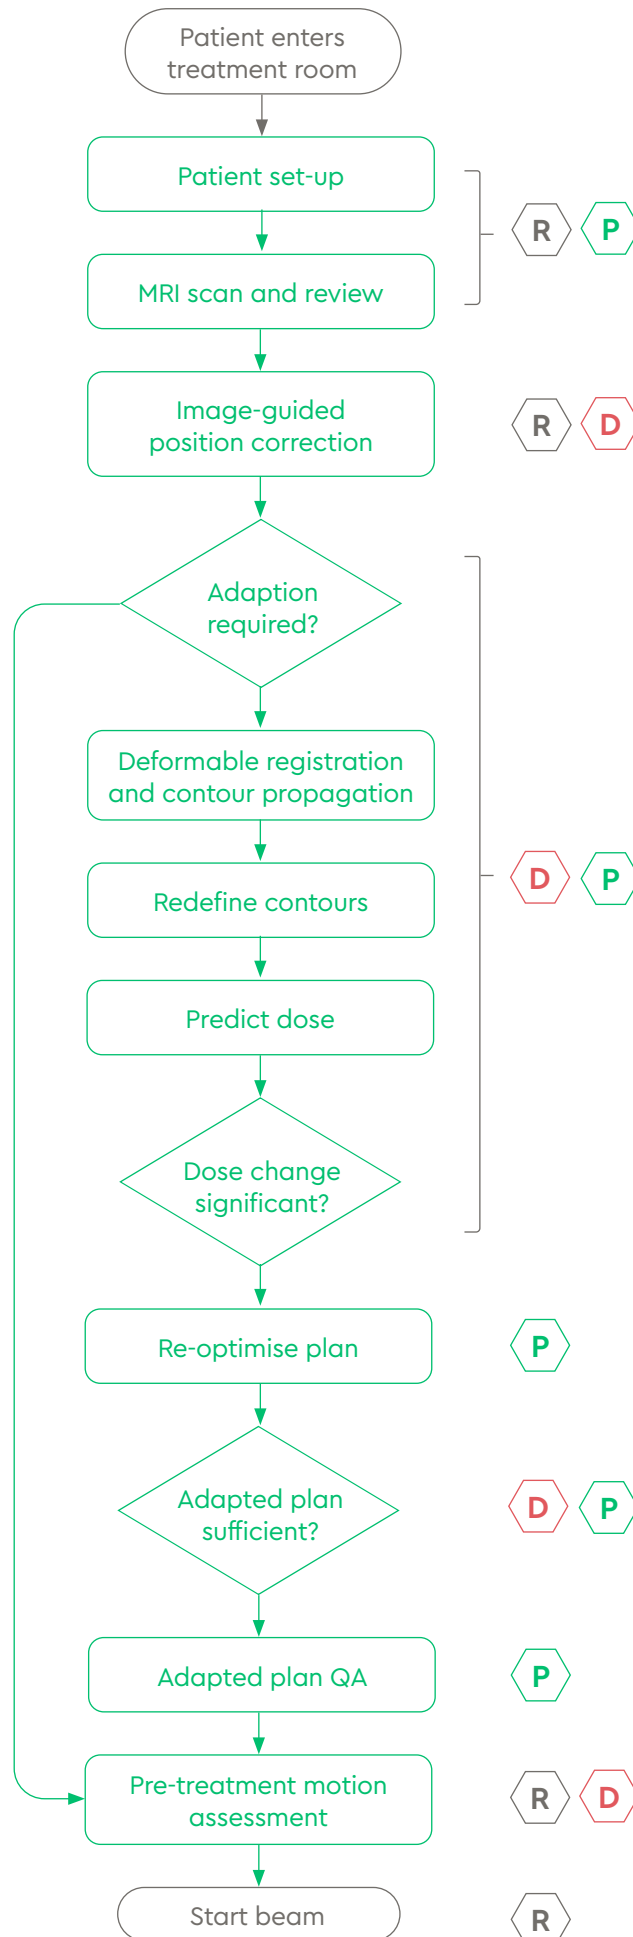 Patient enters
treatment room
Patient set-up
R P
MRI scan and review
Image-guided
position correction
R D
Adaption
required?
Deformable registration
and contour propagation
D P
Redefine contours
Predict dose
Dose change
significant?
Re-optimise plan
P
Adapted plan
sufficient?
D P
Adapted plan QA
P
Pre-treatment motion
assessment
R D
Start beam
R